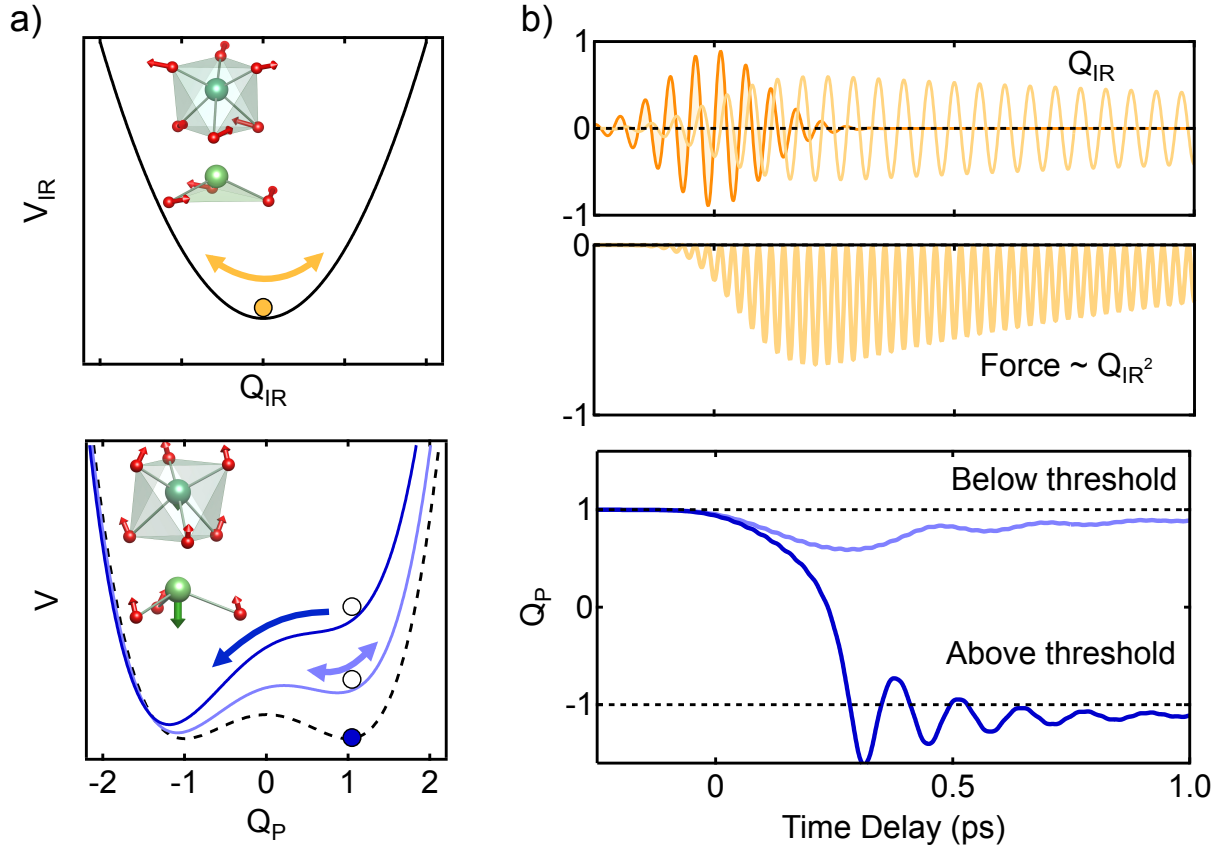 a)
V_IR
Q_IR
V
-2 -1 0 1 2
Q_P
b)
1
0
-1
Q_IR
0
-1
Force ~ Q_IR²
1
0
-1
Q_P
Below threshold
Above threshold
0 0.5 1.0
Time Delay (ps)